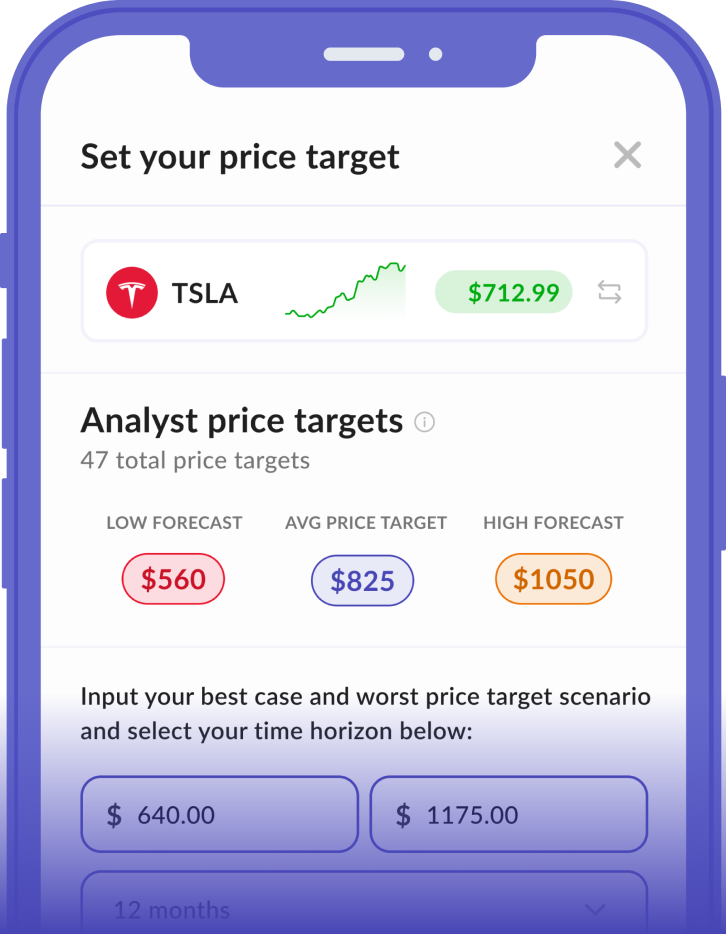 Set your price target
TSLA
$712.99
Analyst price targets
47 total price targets
LOW FORECAST
AVG PRICE TARGET
HIGH FORECAST
$560
$825
$1050
Input your best case and worst price target scenario
and select your time horizon below:
$ 640.00
$ 1175.00
12 months